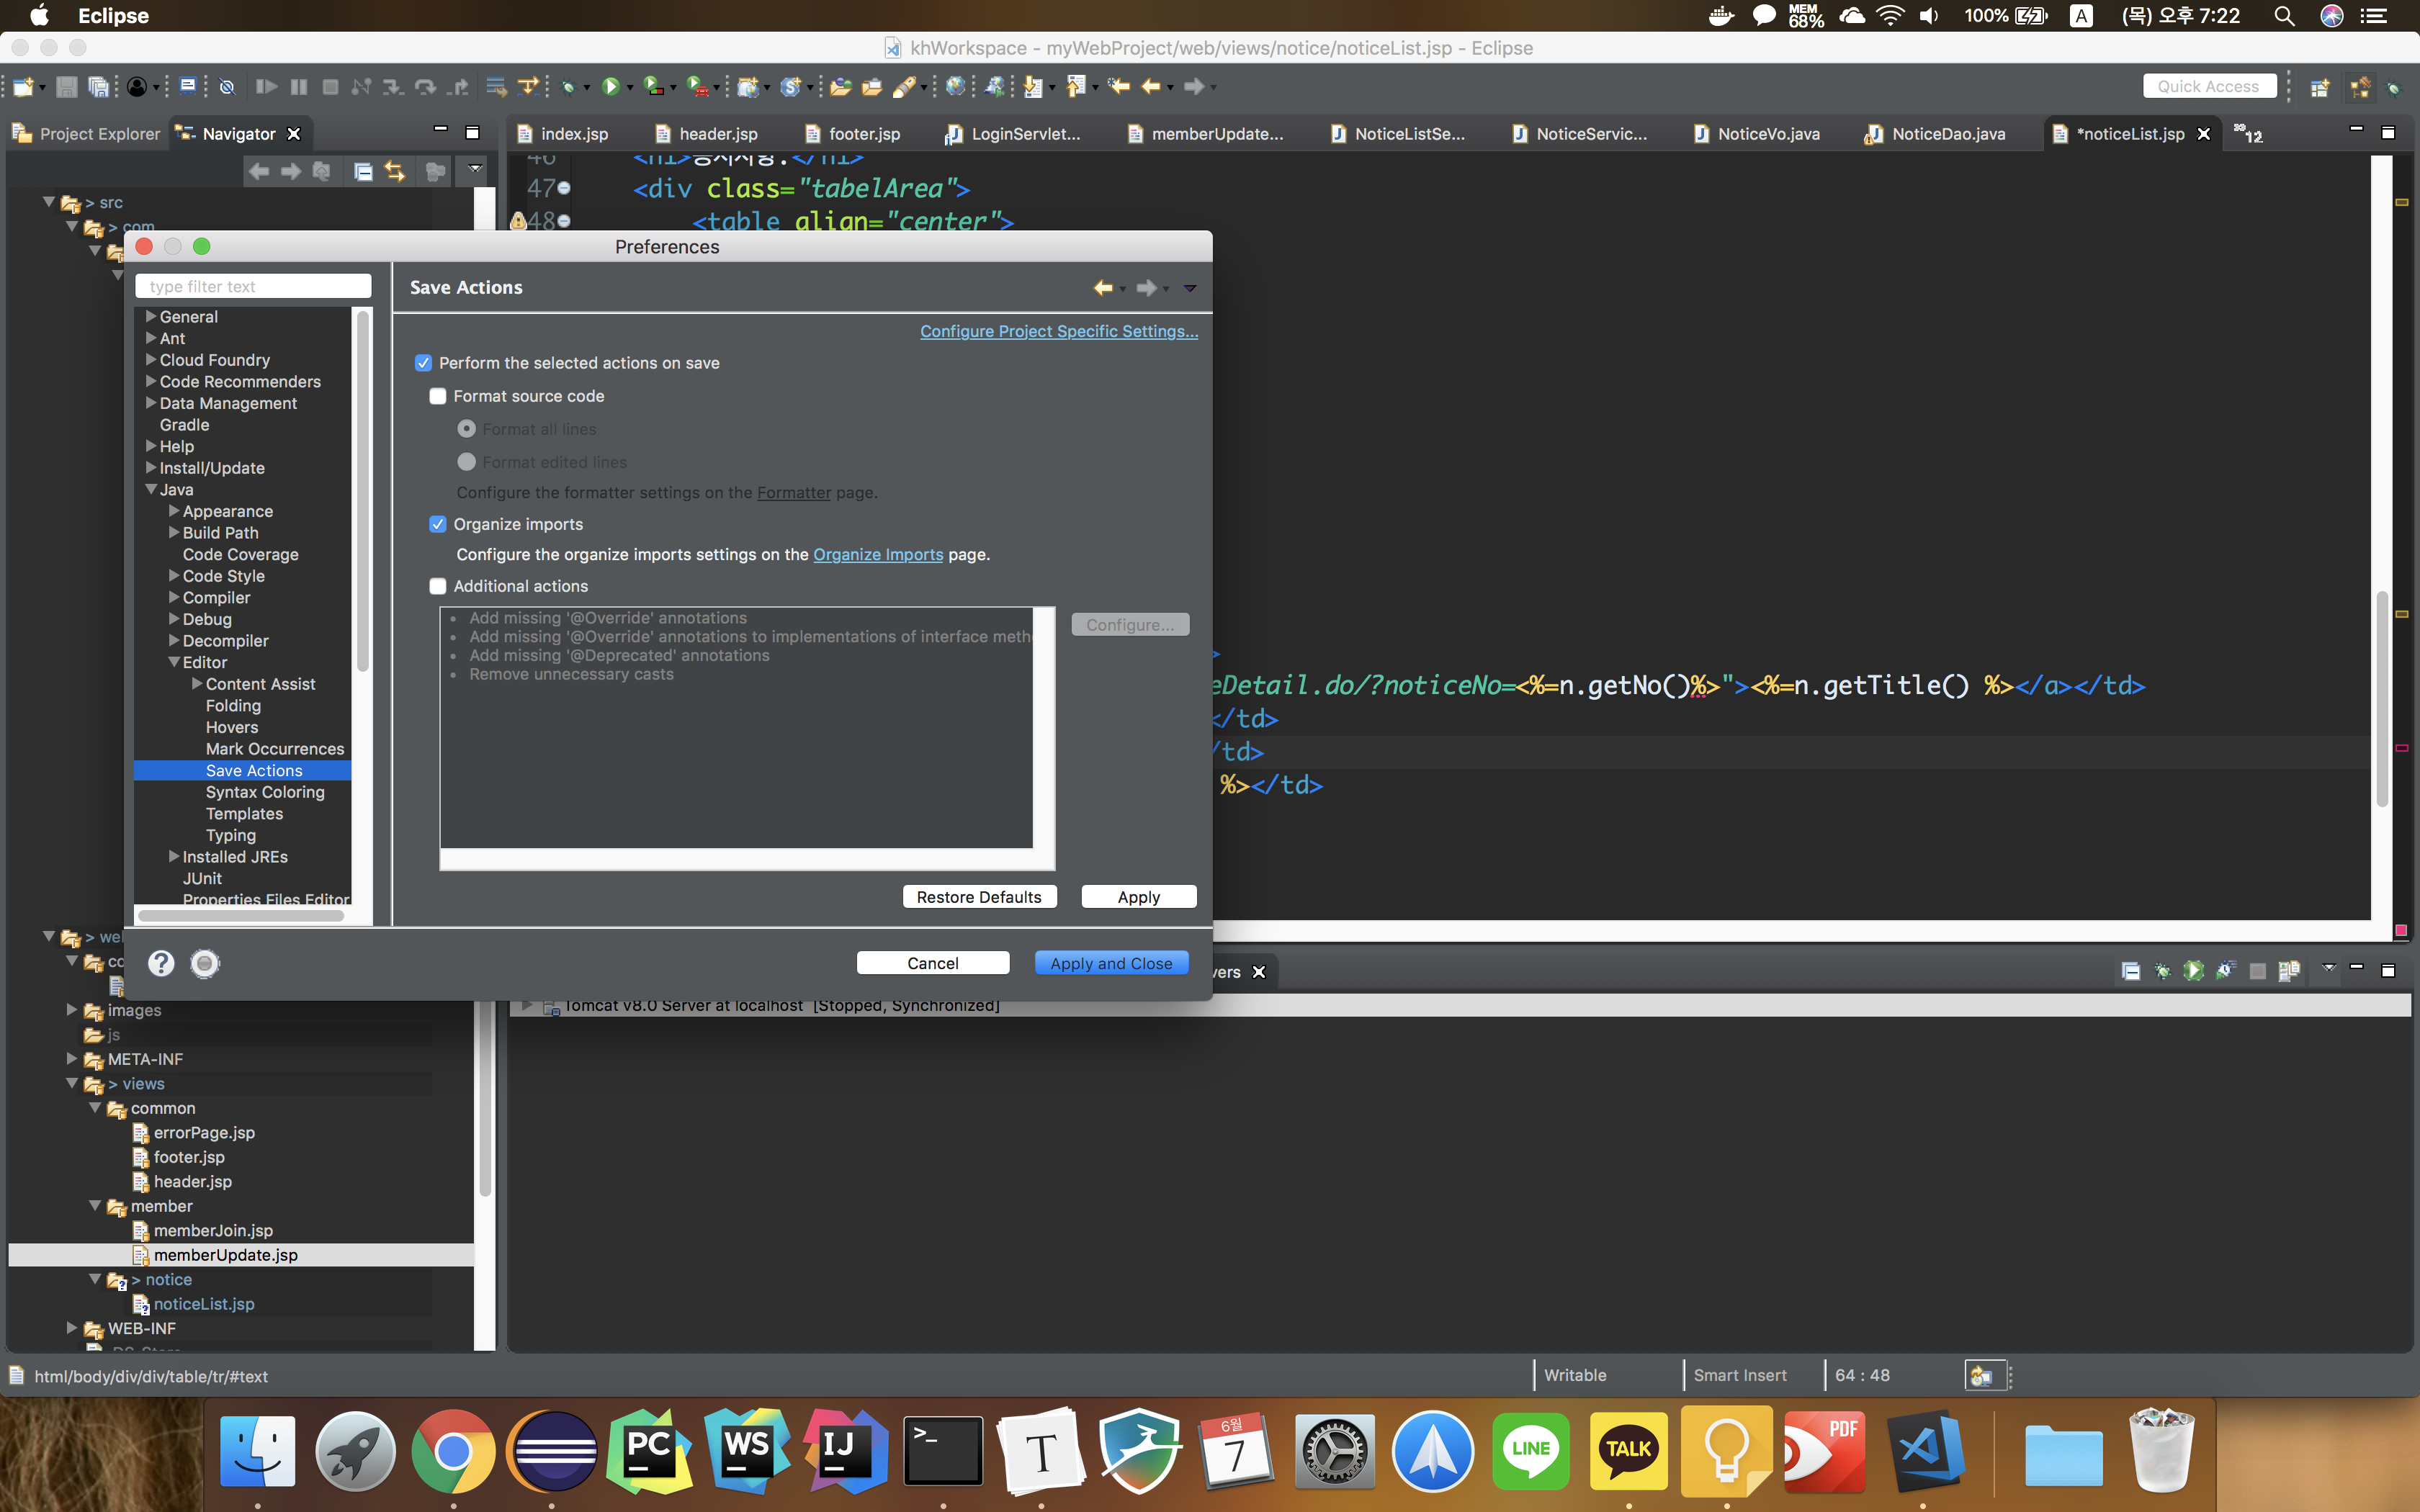 Eclipse
MEM
68%
100%
A
(목) 오후 7:22
khWorkspace - myWebProject/web/views/notice/noticeList.jsp - Eclipse
Quick Access
Project Explorer
Navigator
index.jsp
header.jsp
footer.jsp
LoginServlet...
memberUpdate...
NoticeListSe...
NoticeServic...
NoticeVo.java
NoticeDao.java
*noticeList.jsp
12
46 <h1>공지사항.</h1>
47 <div class="tabelArea">
48 <table align="center">
> src
> com
Preferences
type filter text
General
Ant
Cloud Foundry
Code Recommenders
Data Management
Gradle
Help
Install/Update
Java
Appearance
Build Path
Code Coverage
Code Style
Compiler
Debug
Decompiler
Editor
Content Assist
Folding
Hovers
Mark Occurrences
Save Actions
Syntax Coloring
Templates
Typing
Installed JREs
JUnit
Properties Files Editor
Save Actions
Configure Project Specific Settings...
Perform the selected actions on save
Format source code
Format all lines
Format edited lines
Configure the formatter settings on the Formatter page.
Organize imports
Configure the organize imports settings on the Organize Imports page.
Additional actions
• Add missing '@Override' annotations
• Add missing '@Override' annotations to implementations of interface meth
• Add missing '@Deprecated' annotations
• Remove unnecessary casts
Configure...
Restore Defaults
Apply
Cancel
Apply and Close
>
eDetail.do/?noticeNo=<%=n.getNo()%>"><%=n.getTitle() %></a></td>
</td>
/td>
%></td>
vers
Tomcat v8.0 Server at localhost [Stopped, Synchronized]
> wel
co
images
js
META-INF
> views
common
errorPage.jsp
footer.jsp
header.jsp
member
memberJoin.jsp
memberUpdate.jsp
> notice
noticeList.jsp
WEB-INF
html/body/div/div/table/tr/#text
Writable
Smart Insert
64 : 48
PC
WS
IJ
>_
T
6월
7
LINE
TALK
PDF